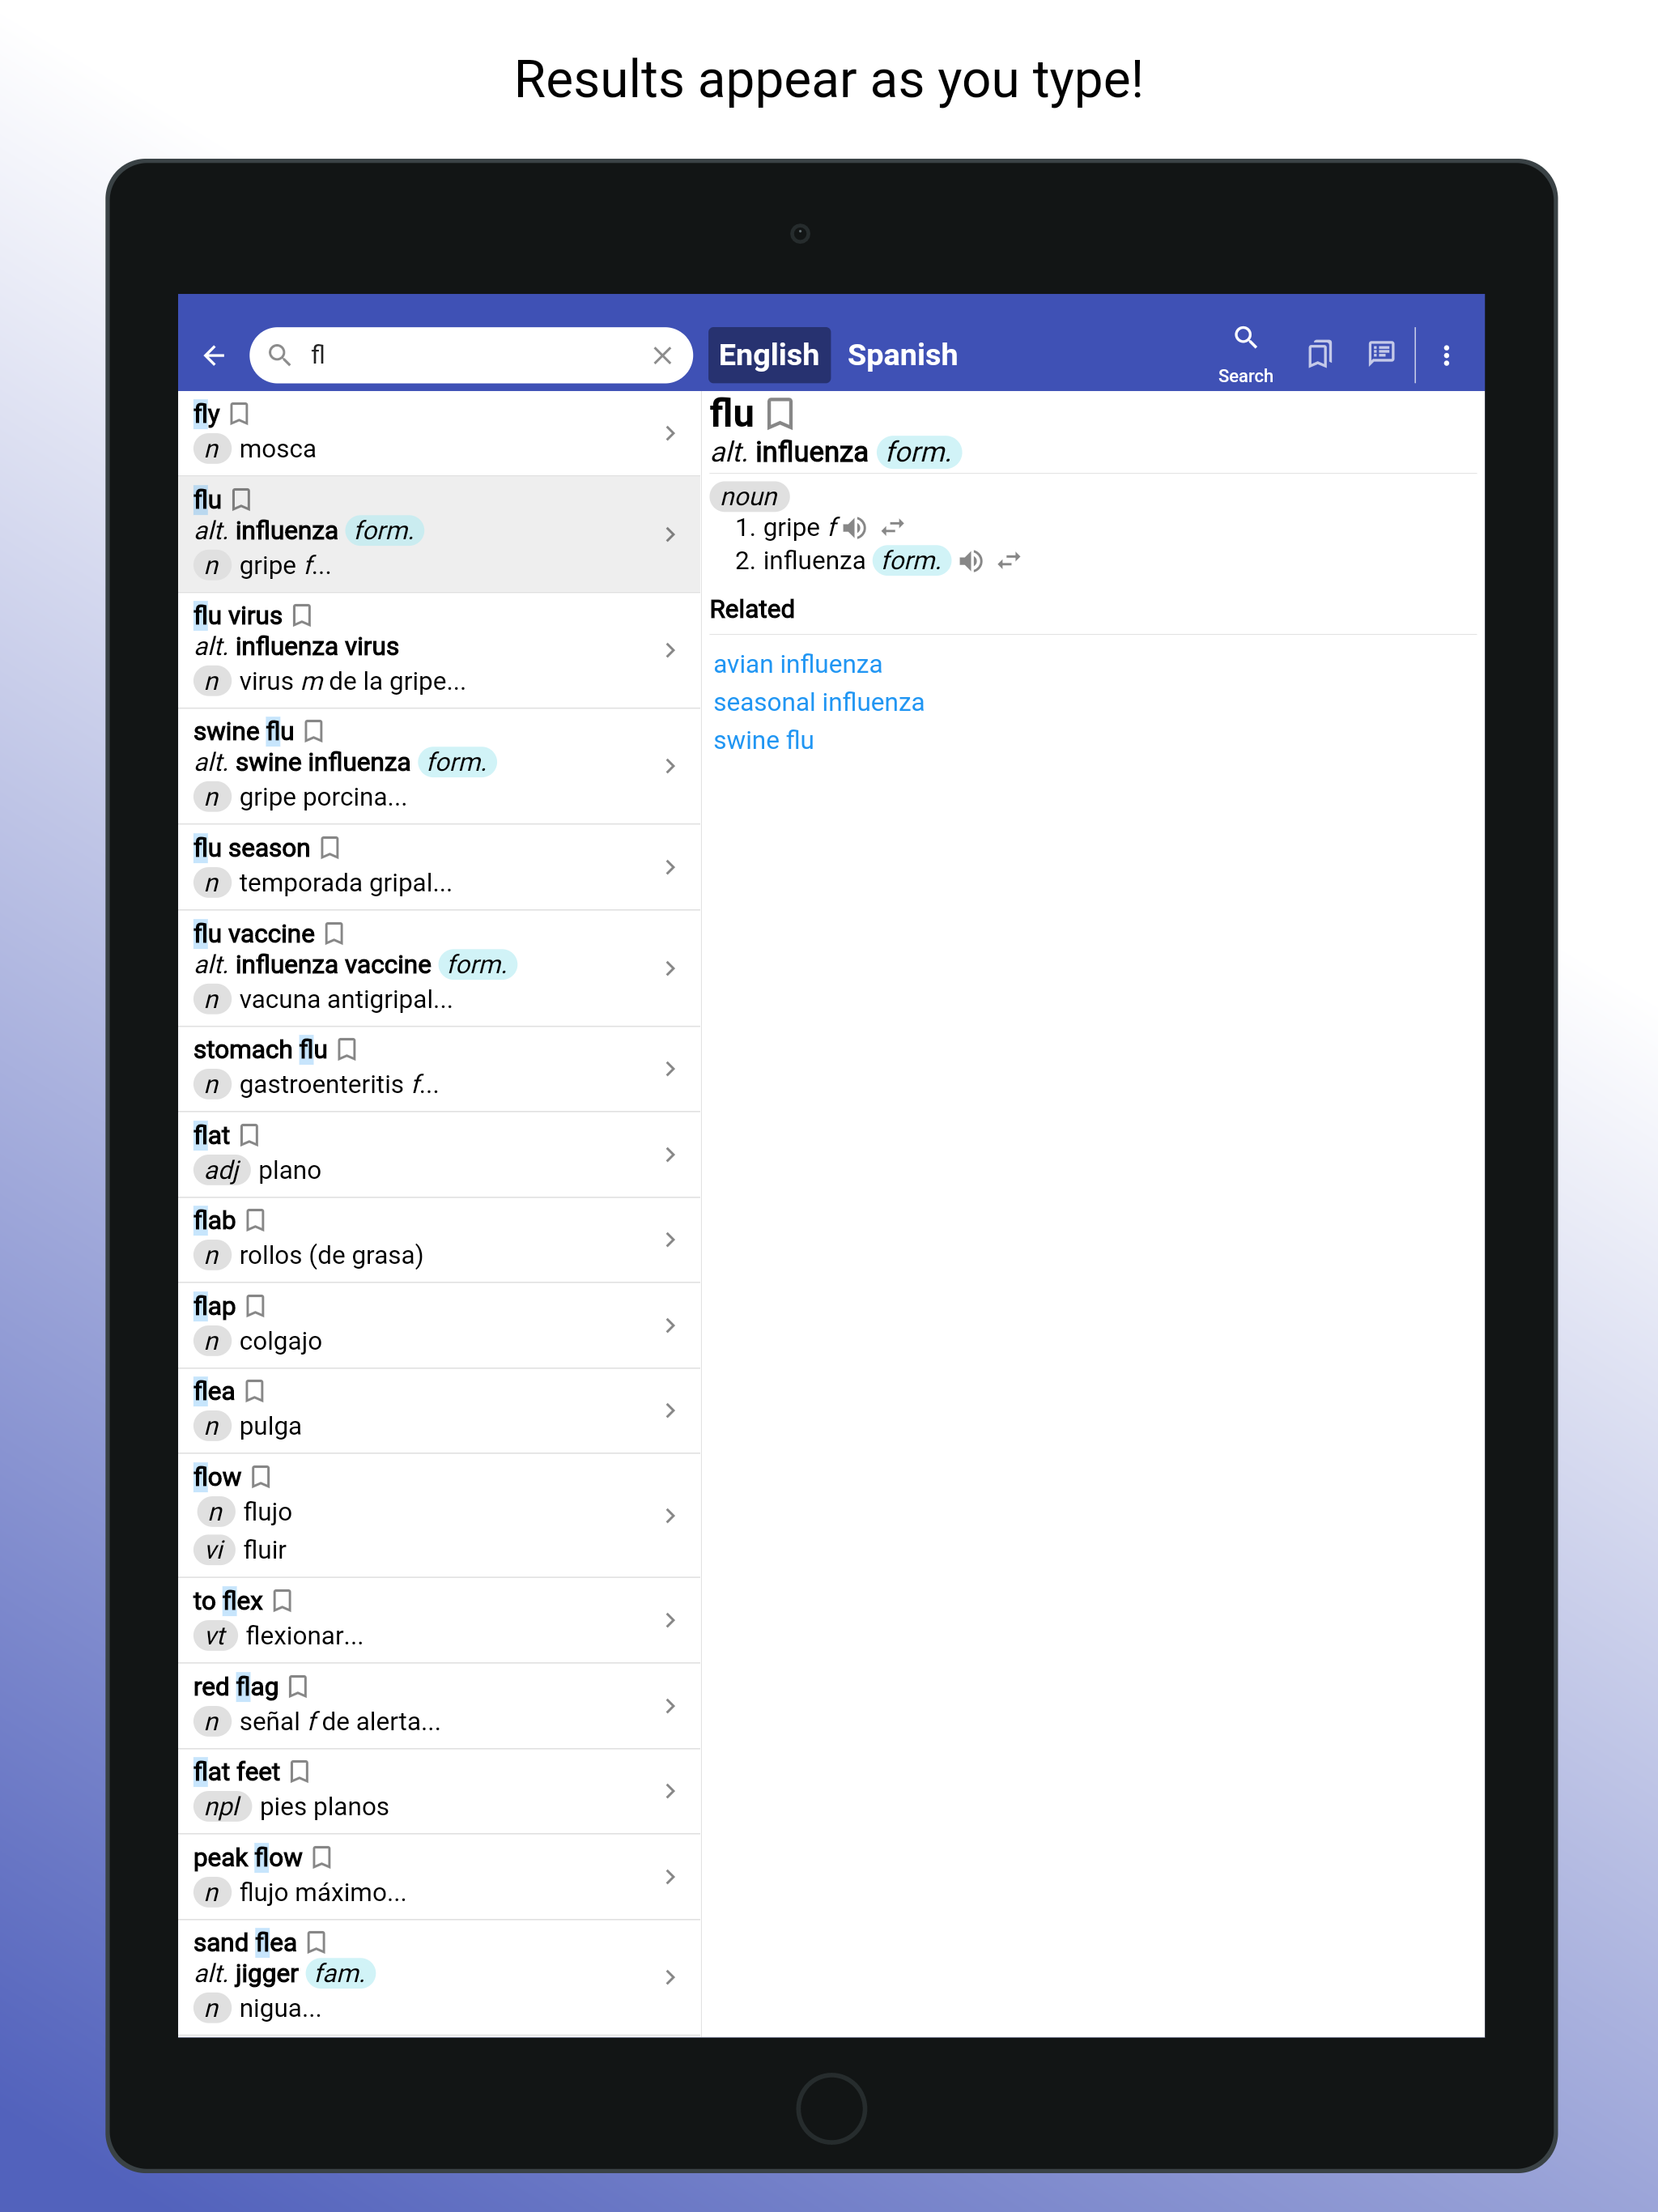 Results appear as you type!
fl
English Spanish
Search
fly
n mosca
flu
alt. influenza form.
n gripe f...
flu virus
alt. influenza virus
n virus m de la gripe...
swine flu
alt. swine influenza form.
n gripe porcina...
flu season
n temporada gripal...
flu vaccine
alt. influenza vaccine form.
n vacuna antigripal...
stomach flu
n gastroenteritis f...
flat
adj plano
flab
n rollos (de grasa)
flap
n colgajo
flea
n pulga
flow
n flujo
vi fluir
to flex
vt flexionar...
red flag
n señal f de alerta...
flat feet
npl pies planos
peak flow
n flujo máximo...
sand flea
alt. jigger fam.
n nigua...
flu
alt. influenza form.
noun
1. gripe f
2. influenza form.
Related
avian influenza
seasonal influenza
swine flu